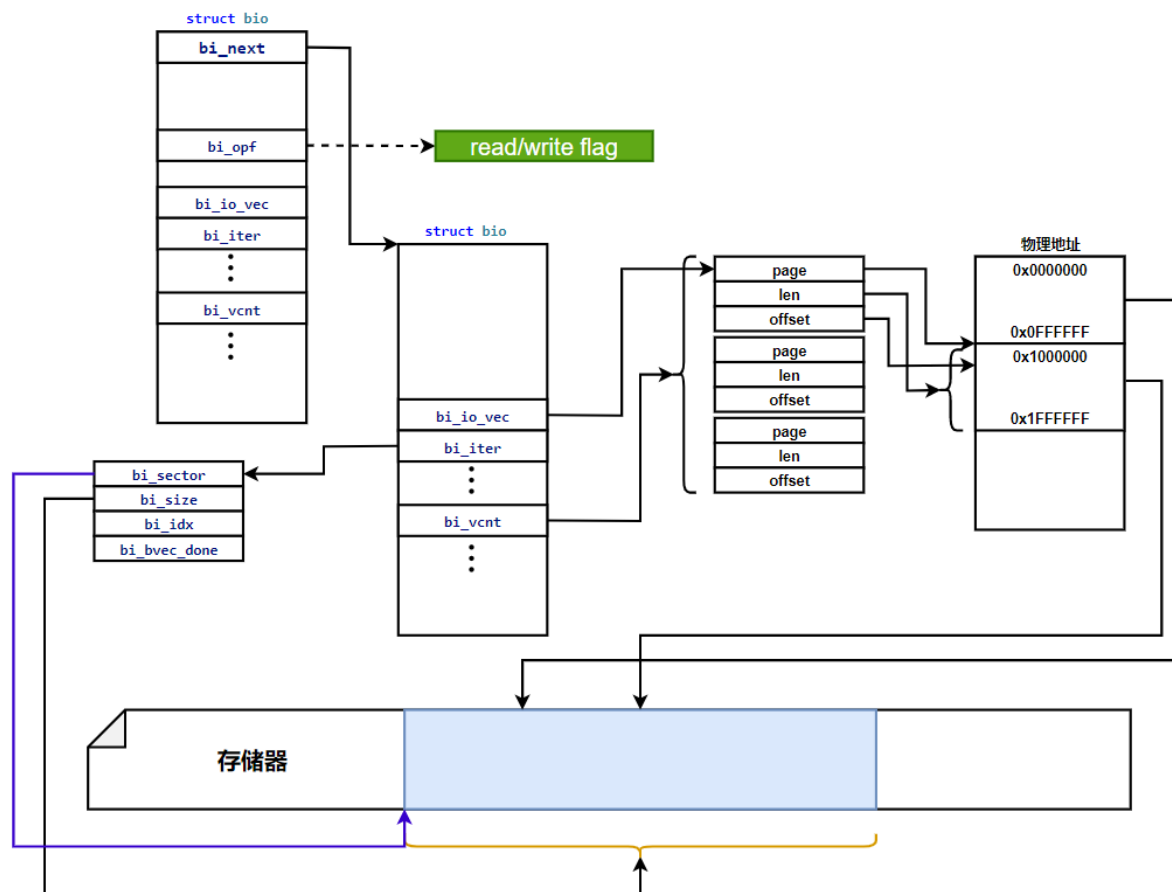 struct bio
bi_next
bi_opf
read/write flag
bi_io_vec
bi_iter
bi_vcnt
struct bio
bi_io_vec
bi_iter
bi_vcnt
bi_sector
bi_size
bi_idx
bi_bvec_done
page
len
offset
page
len
offset
page
len
offset
物理地址
0x0000000
0x0FFFFFF
0x1000000
0x1FFFFFF
存储器